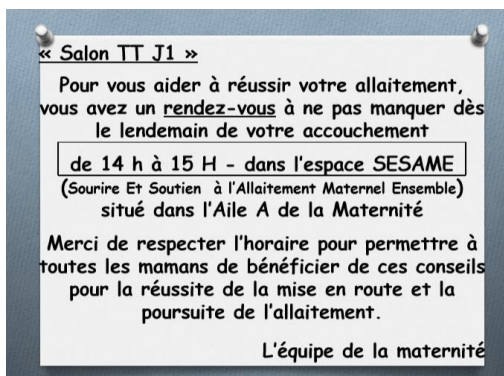 « Salon TT J1 »
Pour vous aider à réussir votre allaitement,
vous avez un rendez-vous à ne pas manquer dès
le lendemain de votre accouchement
de 14 h à 15 H - dans l'espace SESAME
(Sourire Et Soutien à l'Allaitement Maternel Ensemble)
situé dans l'Aile A de la Maternité
Merci de respecter l'horaire pour permettre à
toutes les mamans de bénéficier de ces conseils
pour la réussite de la mise en route et la
poursuite de l'allaitement.
L'équipe de la maternité